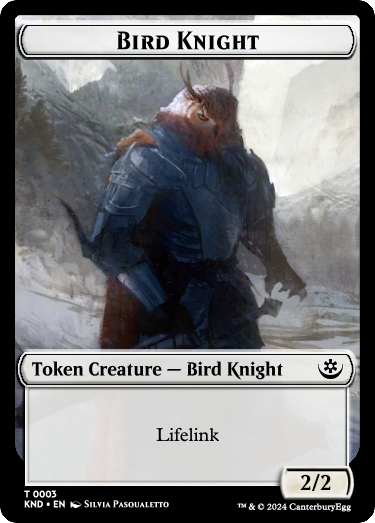 Bird Knight
Token Creature — Bird Knight
Lifelink
2/2
T 0003
KND • EN Silvia Pasqualetto
™ & © 2024 CanterburyEgg